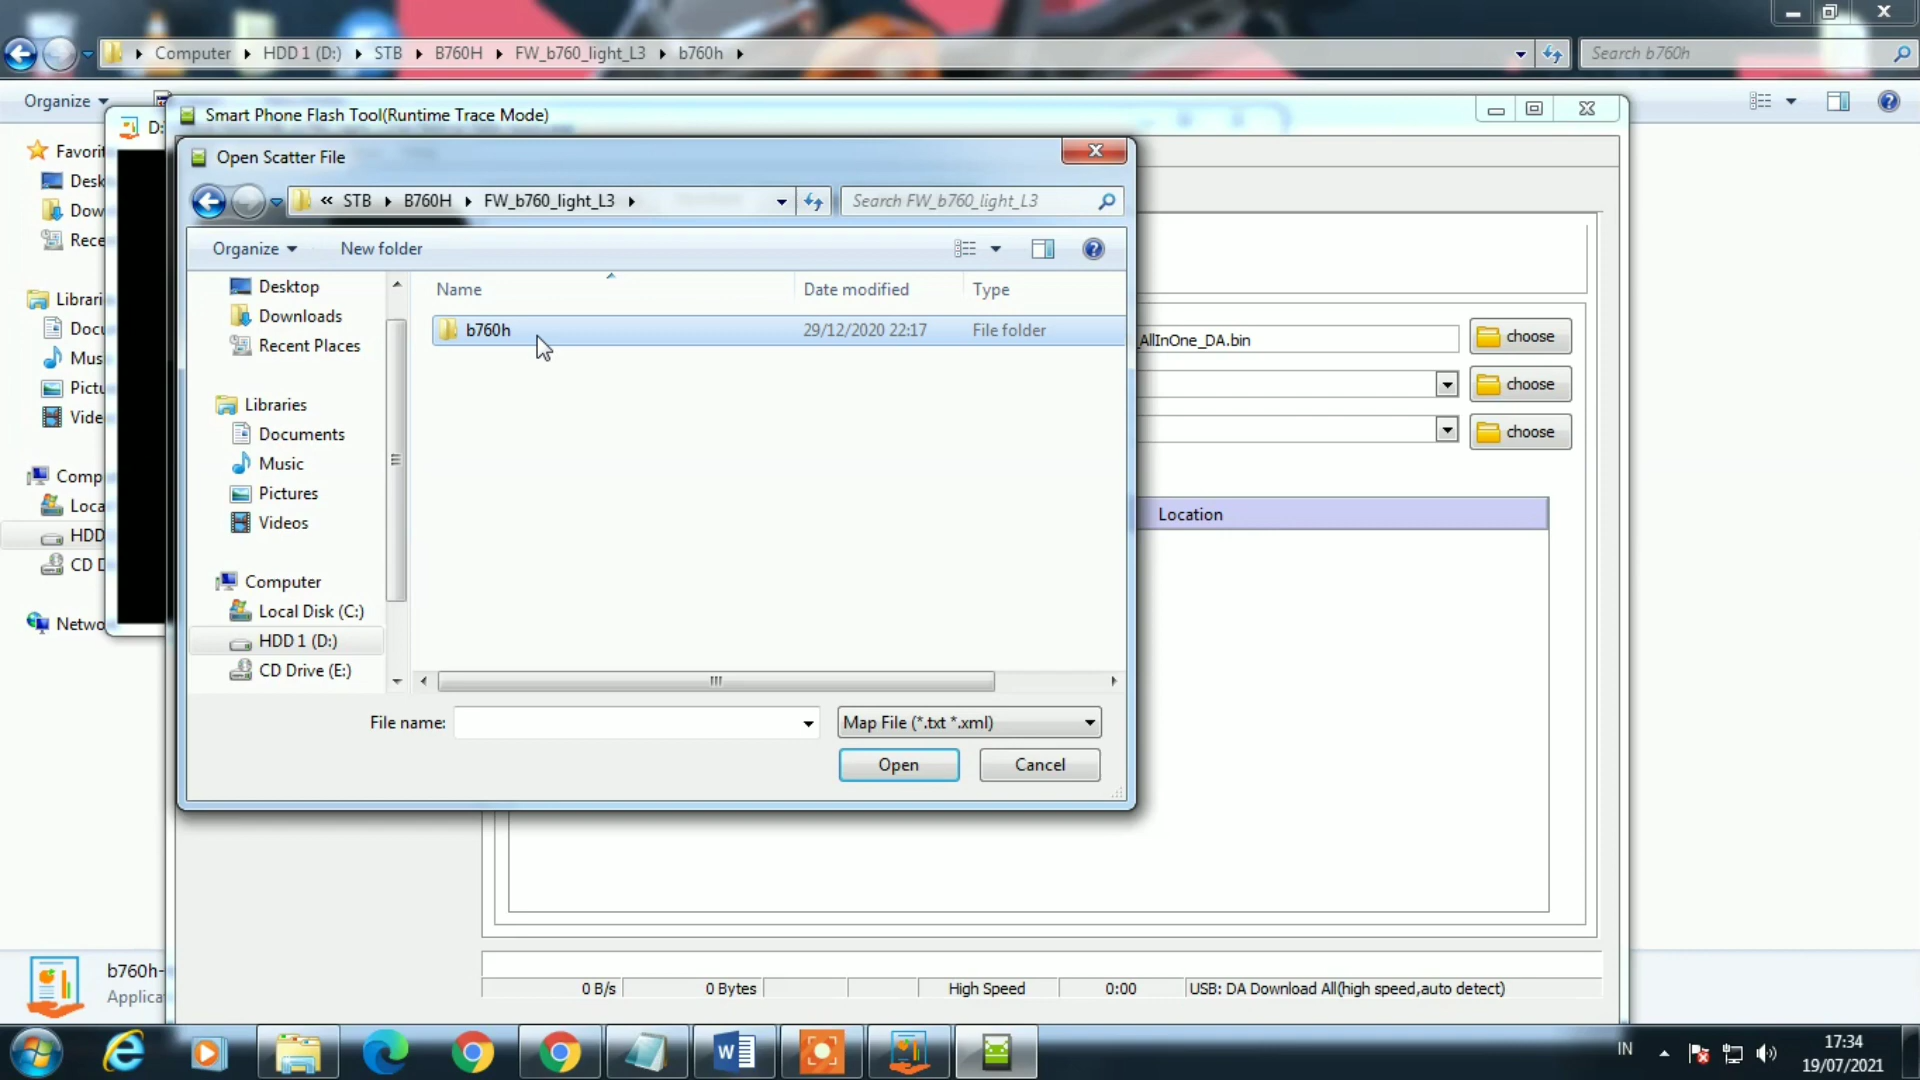 Computer HDD 1 (D:) STB B760H FW_b760_light_L3 b760h
Search b760h
Organize
D:
Smart Phone Flash Tool(Runtime Trace Mode)
Favorit
Desk
Dow
Rece
Librari
Docu
Mus
Pictu
Vide
Comp
Loca
HDD
CD D
Netwo
Open Scatter File
« STB B760H FW_b760_light_L3
Search FW_b760_light_L3
Organize
New folder
Name
Date modified
Type
b760h
29/12/2020 22:17
File folder
Desktop
Downloads
Recent Places
Libraries
Documents
Music
Pictures
Videos
Computer
Local Disk (C:)
HDD 1 (D:)
CD Drive (E:)
File name:
Map File (*.txt *.xml)
Open
Cancel
_AllInOne_DA.bin
choose
choose
choose
Location
b760h-
Applica
0 B/s
0 Bytes
High Speed
0:00
USB: DA Download All(high speed,auto detect)
IN
17:34
19/07/2021